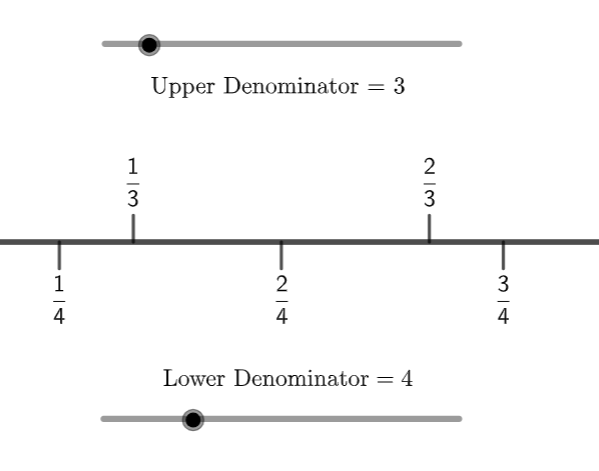 Upper Denominator = 3
1/3 2/3
1/4 2/4 3/4
Lower Denominator = 4